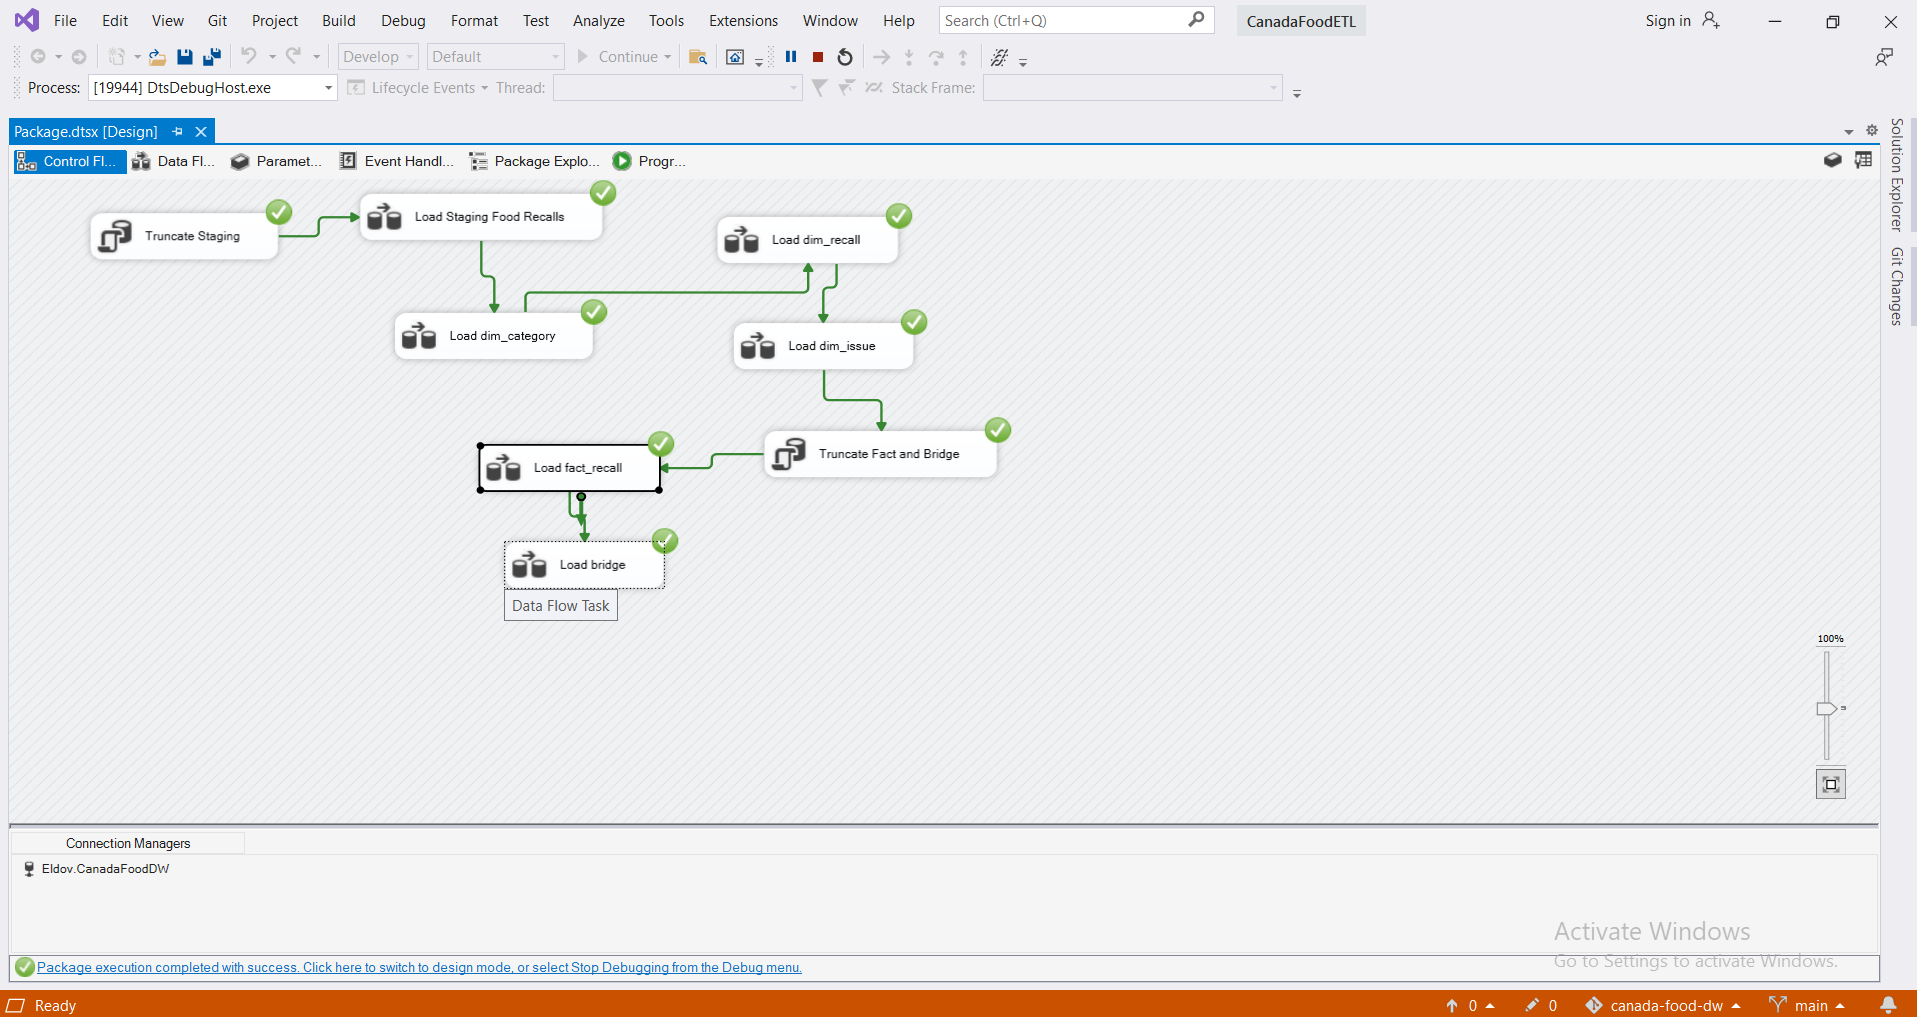 File Edit View Git Project Build Debug Format Test Analyze Tools Extensions Window Help Search (Ctrl+Q) CanadaFoodETL Sign in
Develop Default Continue
Process: [19944] DtsDebugHost.exe Lifecycle Events Thread: Stack Frame:
Package.dtsx [Design]
Control Fl... Data Fl... Paramet... Event Handl... Package Explo... Progr...
Solution Explorer
Git Changes
Truncate Staging
Load Staging Food Recalls
Load dim_recall
Load dim_category
Load dim_issue
Truncate Fact and Bridge
Load fact_recall
Load bridge
Data Flow Task
100%
Connection Managers
Eldov.CanadaFoodDW
Activate Windows
Go to Settings to activate Windows.
Package execution completed with success. Click here to switch to design mode, or select Stop Debugging from the Debug menu.
Ready 0 0 canada-food-dw main